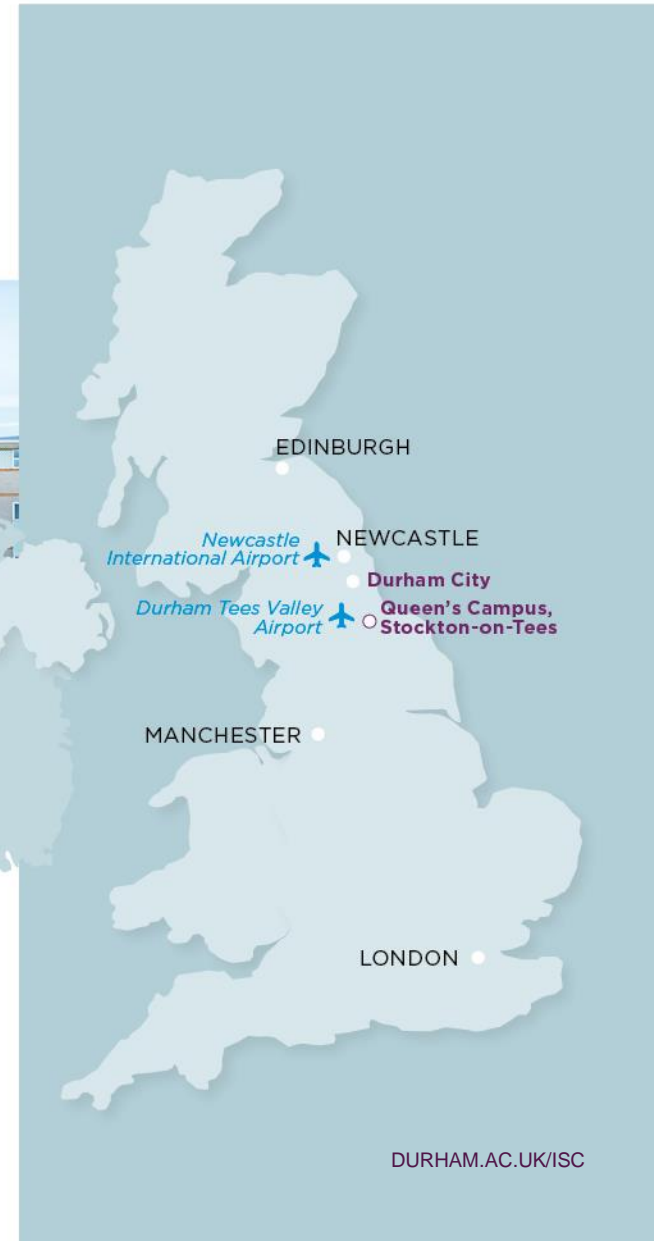 EDINBURGH
Newcastle
International Airport
NEWCASTLE
Durham City
Durham Tees Valley
Airport
Queen's Campus,
Stockton-on-Tees
MANCHESTER
LONDON
DURHAM.AC.UK/ISC